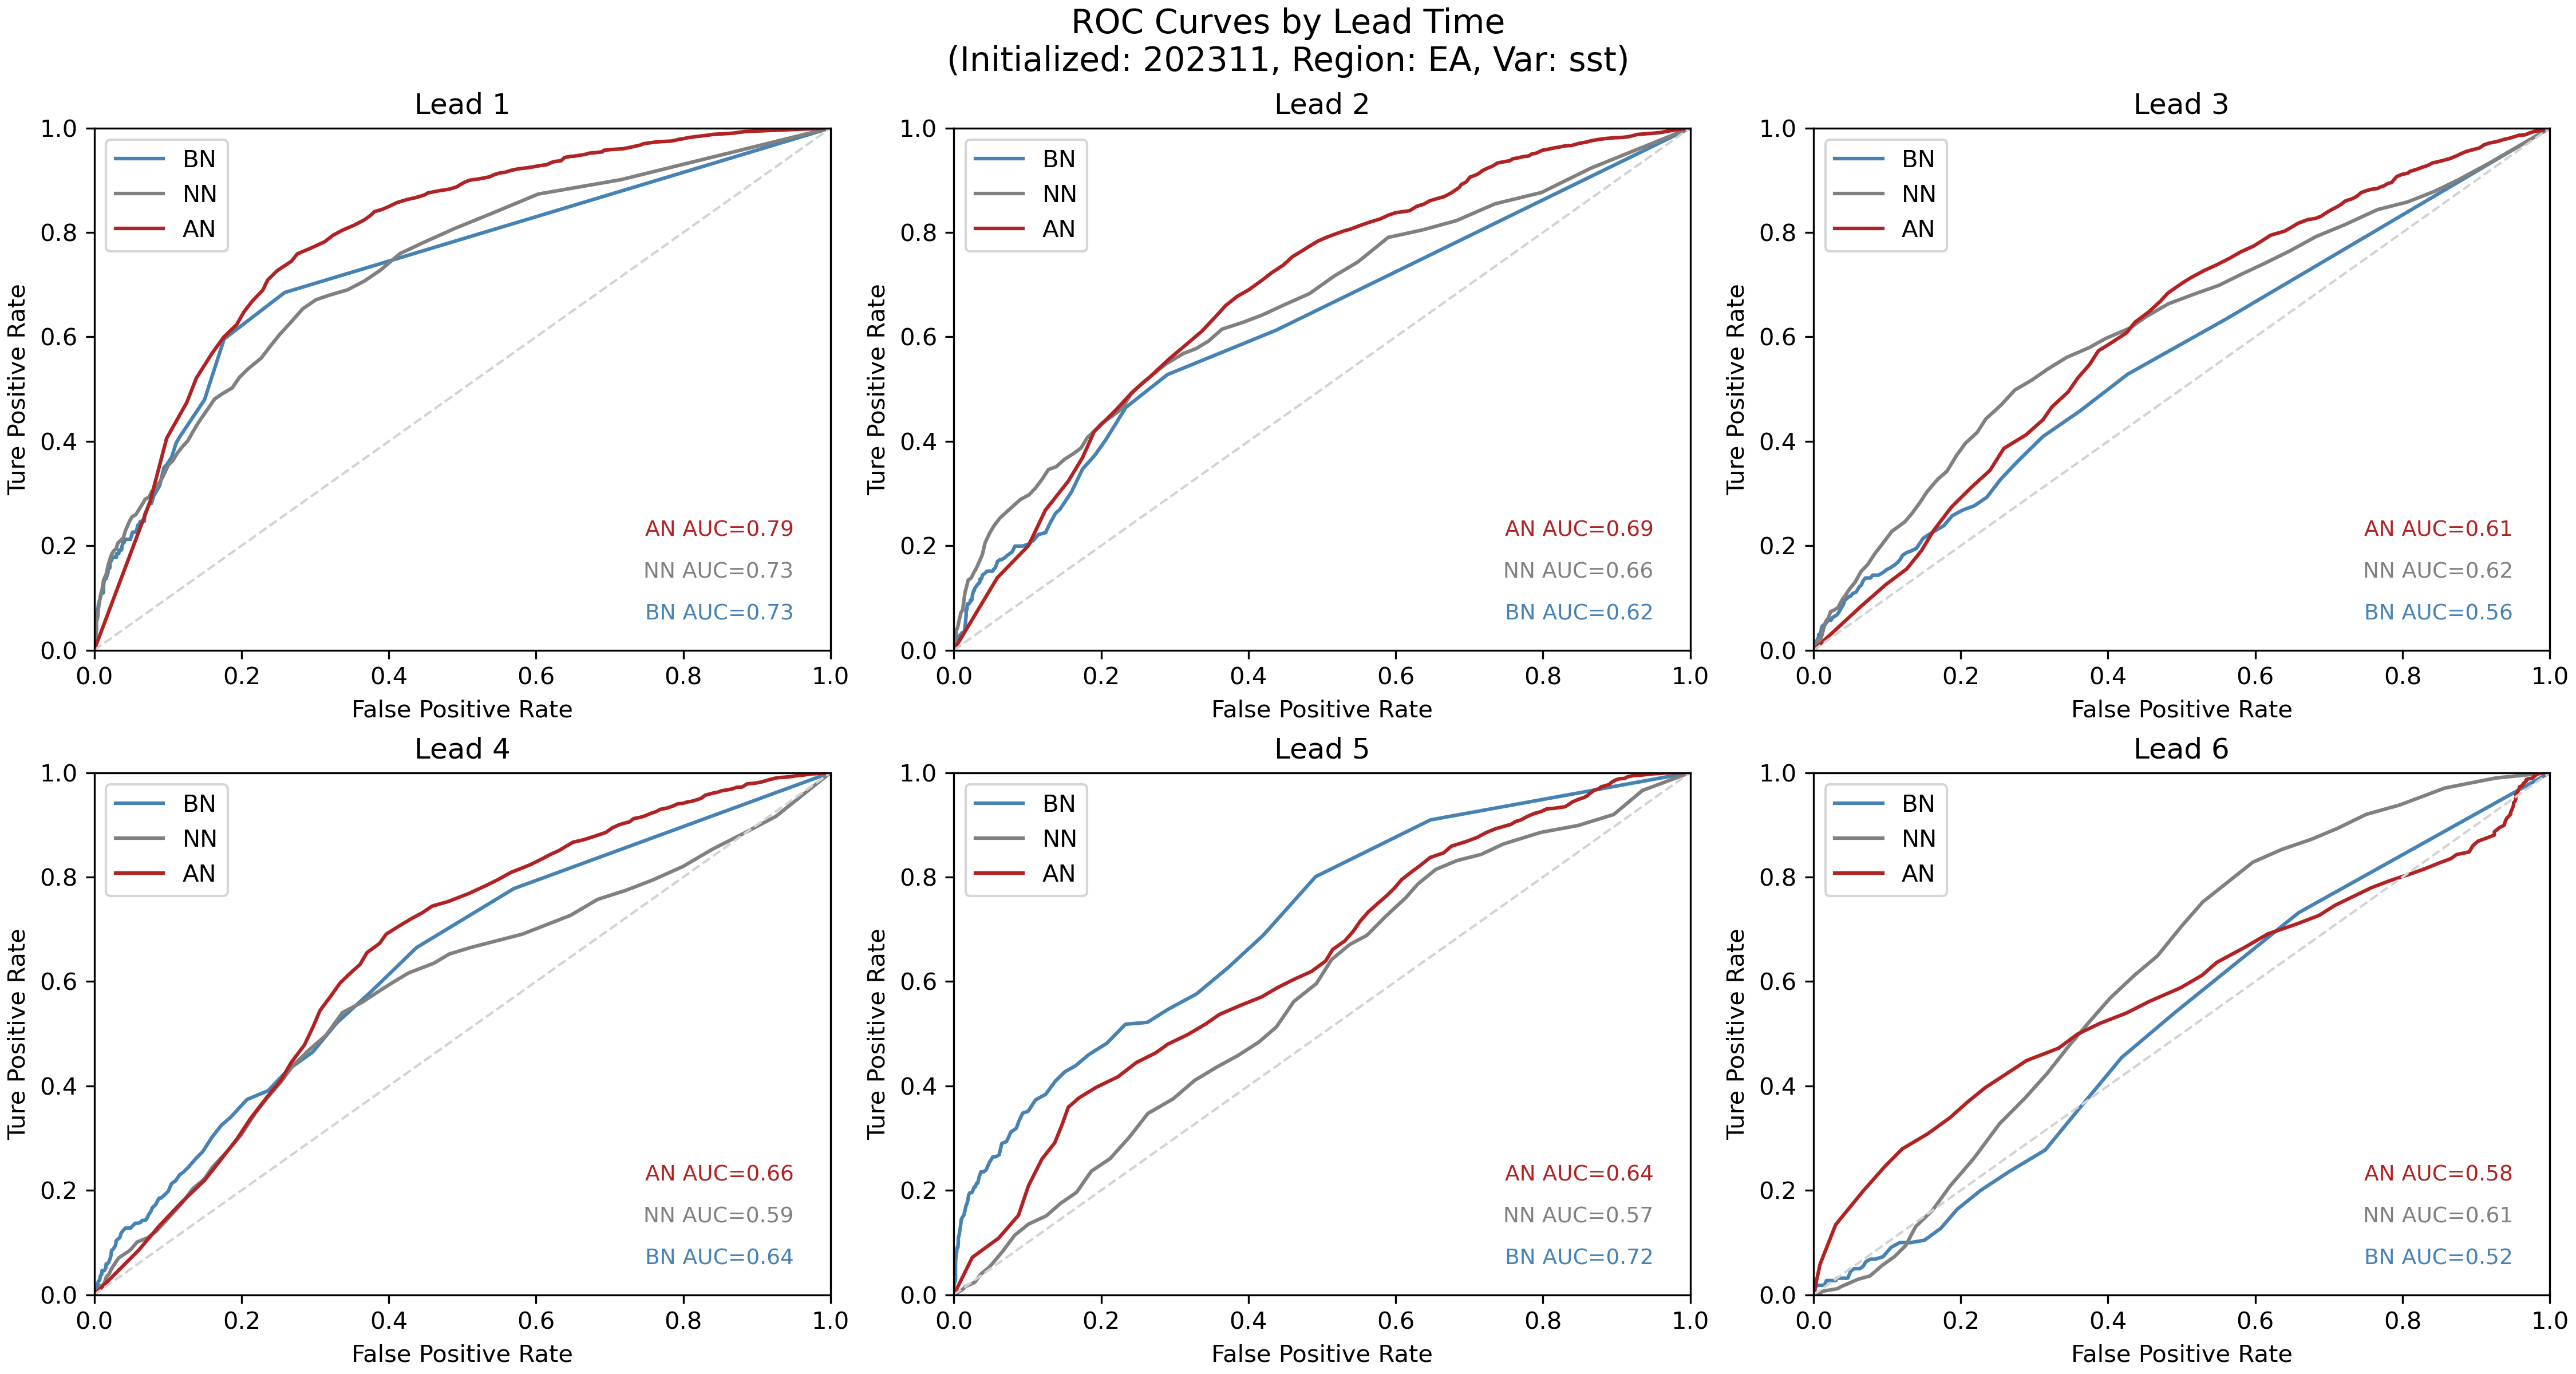 ROC Curves by Lead Time
(Initialized: 202311, Region: EA, Var: sst)
Lead 1
1.0
0.8
0.6
0.4
0.2
0.0
Ture Positive Rate
BN
NN
AN
AN AUC=0.79
NN AUC=0.73
BN AUC=0.73
0.0 0.2 0.4 0.6 0.8 1.0
False Positive Rate
Lead 2
1.0
0.8
0.6
0.4
0.2
0.0
Ture Positive Rate
BN
NN
AN
AN AUC=0.69
NN AUC=0.66
BN AUC=0.62
0.0 0.2 0.4 0.6 0.8 1.0
False Positive Rate
Lead 3
1.0
0.8
0.6
0.4
0.2
0.0
Ture Positive Rate
BN
NN
AN
AN AUC=0.61
NN AUC=0.62
BN AUC=0.56
0.0 0.2 0.4 0.6 0.8 1.0
False Positive Rate
Lead 4
1.0
0.8
0.6
0.4
0.2
0.0
Ture Positive Rate
BN
NN
AN
AN AUC=0.66
NN AUC=0.59
BN AUC=0.64
0.0 0.2 0.4 0.6 0.8 1.0
False Positive Rate
Lead 5
1.0
0.8
0.6
0.4
0.2
0.0
Ture Positive Rate
BN
NN
AN
AN AUC=0.64
NN AUC=0.57
BN AUC=0.72
0.0 0.2 0.4 0.6 0.8 1.0
False Positive Rate
Lead 6
1.0
0.8
0.6
0.4
0.2
0.0
Ture Positive Rate
BN
NN
AN
AN AUC=0.58
NN AUC=0.61
BN AUC=0.52
0.0 0.2 0.4 0.6 0.8 1.0
False Positive Rate